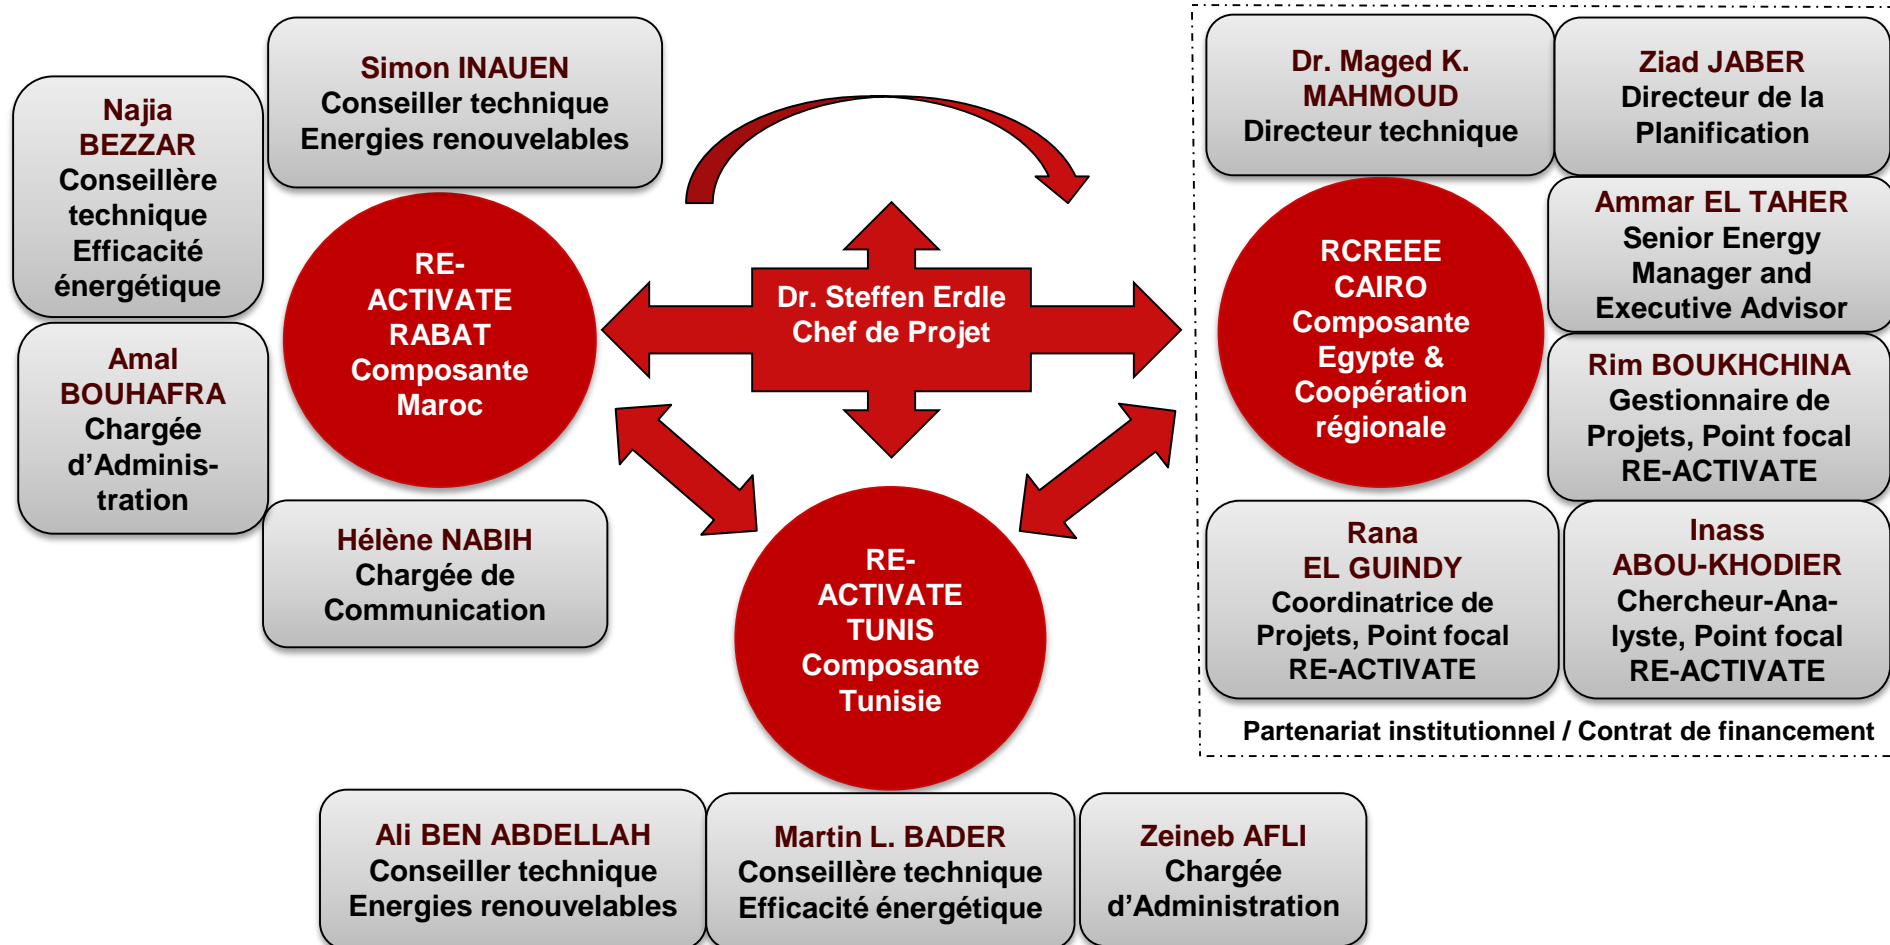 Simon INAUEN
Conseiller technique
Energies renouvelables
Najia
BEZZAR
Conseillère
technique
Efficacité
énergétique
Amal
BOUHAFRA
Chargée
d’Adminis-
tration
Hélène NABIH
Chargée de
Communication
RE-
ACTIVATE
RABAT
Composante
Maroc
Dr. Steffen Erdle
Chef de Projet
RE-
ACTIVATE
TUNIS
Composante
Tunisie
Ali BEN ABDELLAH
Conseiller technique
Energies renouvelables
Martin L. BADER
Conseillère technique
Efficacité énergétique
Zeineb AFLI
Chargée
d’Administration
Dr. Maged K.
MAHMOUD
Directeur technique
Ziad JABER
Directeur de la
Planification
RCREEE
CAIRO
Composante
Egypte &
Coopération
régionale
Ammar EL TAHER
Senior Energy
Manager and
Executive Advisor
Rim BOUKHCHINA
Gestionnaire de
Projets, Point focal
RE-ACTIVATE
Rana
EL GUINDY
Coordinatrice de
Projets, Point focal
RE-ACTIVATE
Inass
ABOU-KHODIER
Chercheur-Ana-
lyste, Point focal
RE-ACTIVATE
Partenariat institutionnel / Contrat de financement